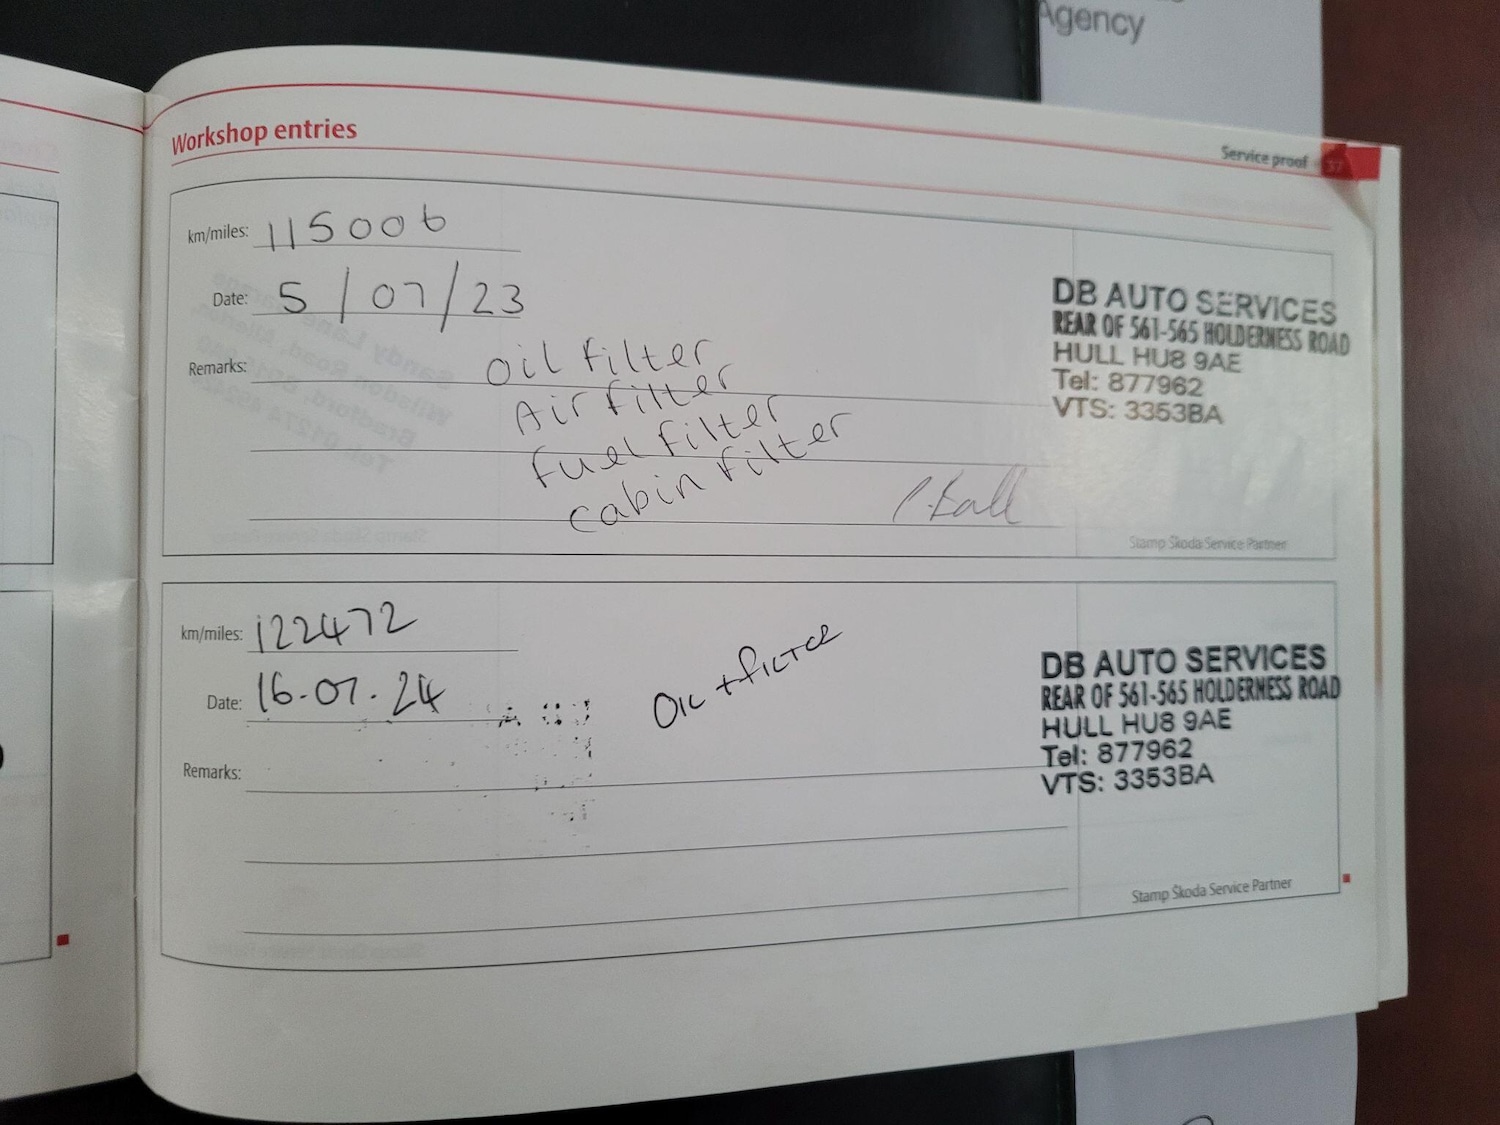 Agency
Workshop entries
Service proof 37
km/miles: 115006
Date: 5/07/23
Remarks: oil filter
Air filter
fuel filter
cabin filter
DB AUTO SERVICES
REAR OF 561-565 HOLDERNESS ROAD
HULL HU8 9AE
Tel: 877962
VTS: 3353BA
Stamp Škoda Service Partner
km/miles: 122472
Date: 16-07-24
OIL + FILTER
Remarks:
DB AUTO SERVICES
REAR OF 561-565 HOLDERNESS ROAD
HULL HU8 9AE
Tel: 877962
VTS: 3353BA
Stamp Škoda Service Partner